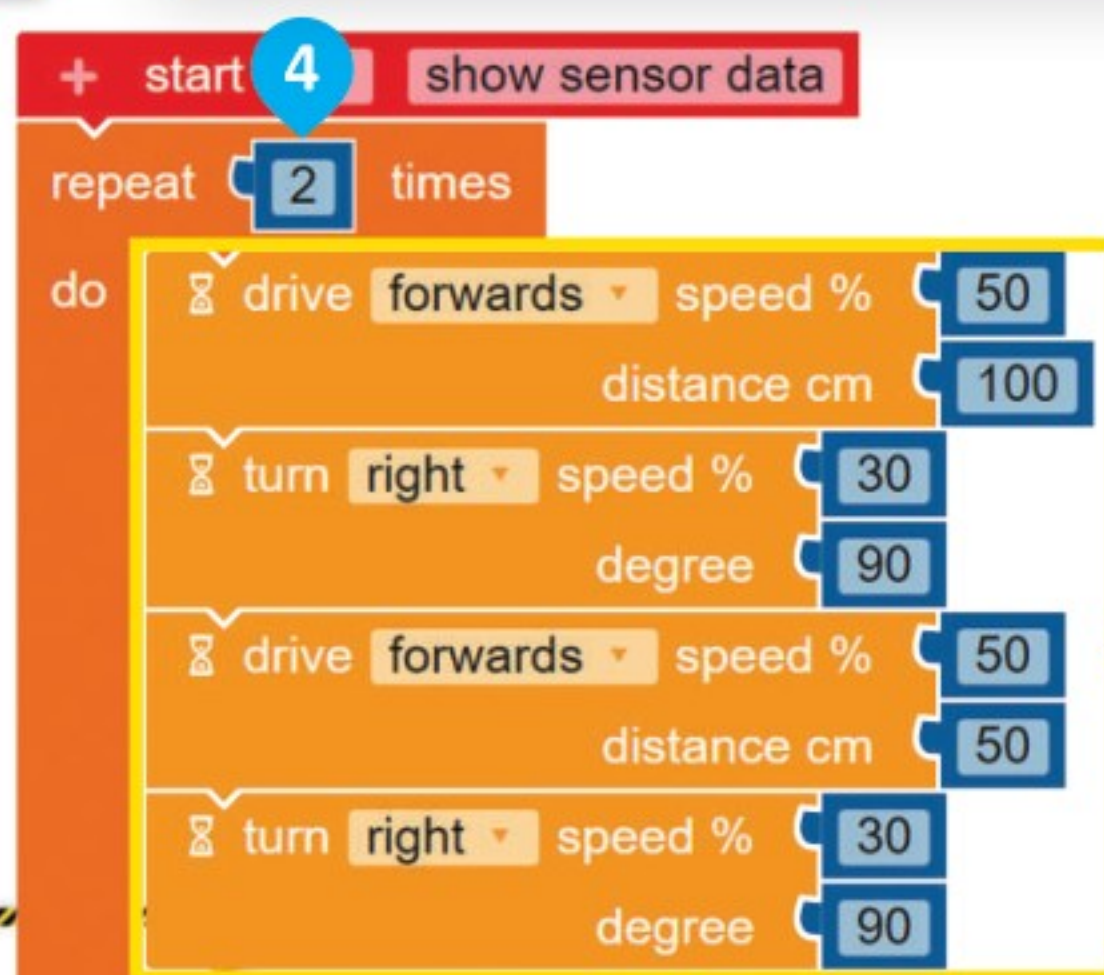 + start 4 show sensor data
repeat 2 times
do drive forwards speed % 50
distance cm 100
turn right speed % 30
degree 90
drive forwards speed % 50
distance cm 50
turn right speed % 30
degree 90